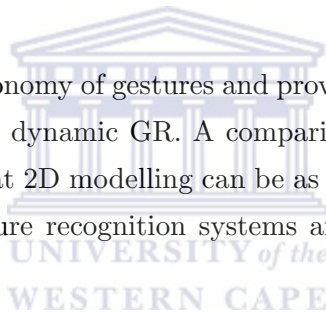 onomy of gestures and prov
dynamic GR. A compari
at 2D modelling can be as
ure recognition systems a
UNIVERSITY of the
WESTERN CAPE